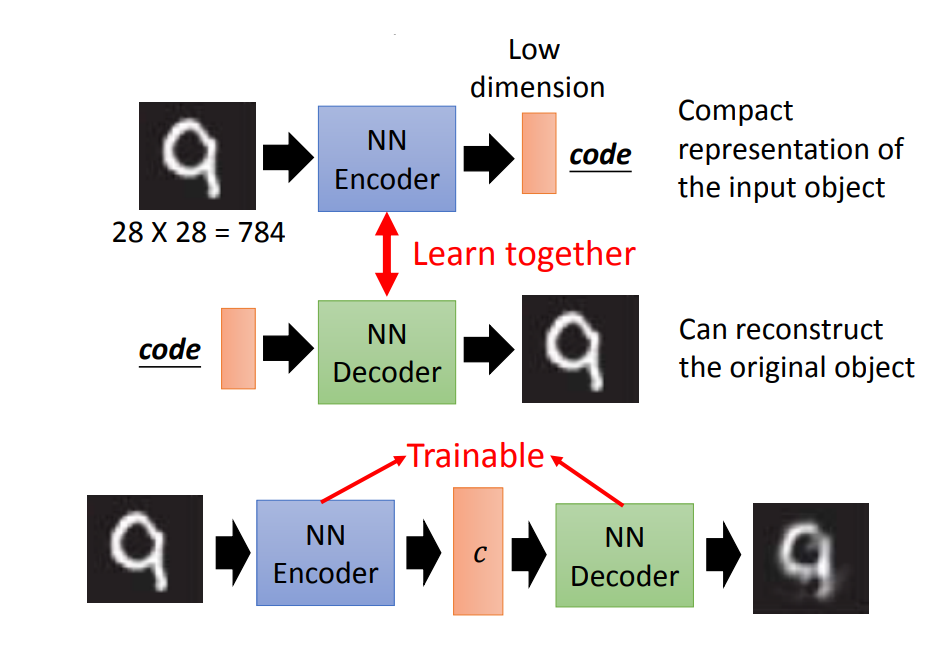 Low
dimension
NN
Encoder
code
Compact
representation of
the input object
28 X 28 = 784
Learn together
code
NN
Decoder
Can reconstruct
the original object
Trainable
NN
Encoder
c
NN
Decoder